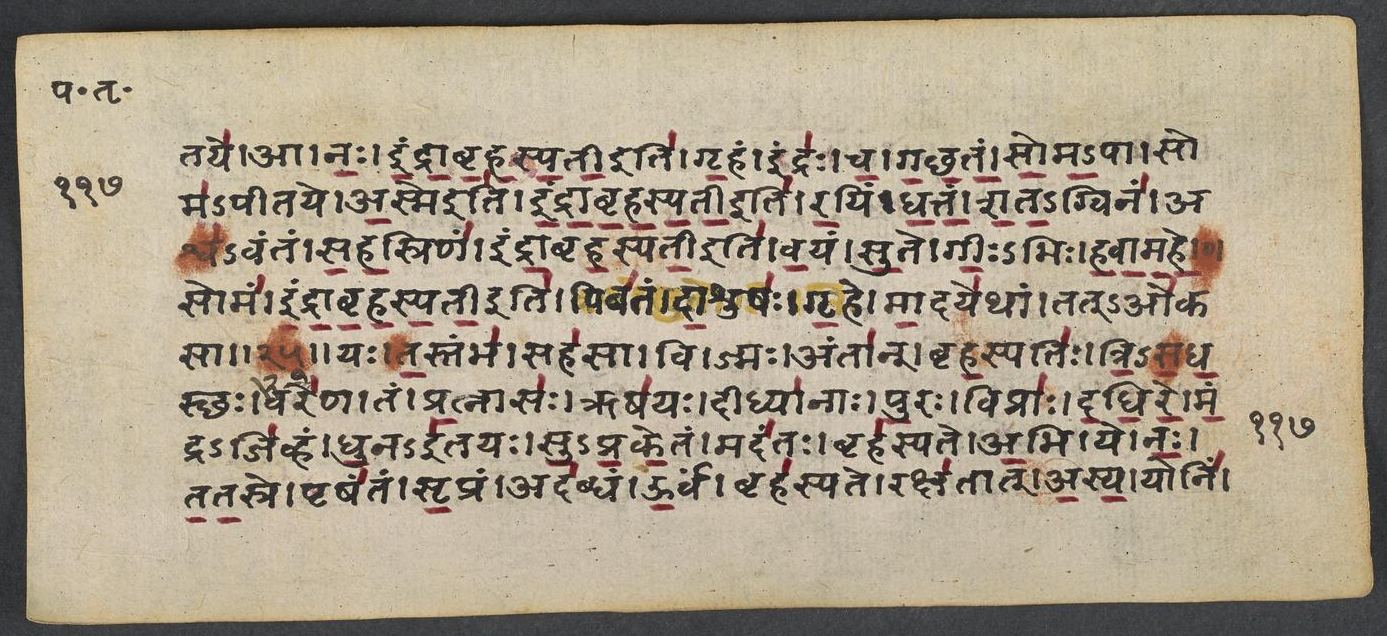 प॰त॰
११७
तये।आ।नः।इंद्राबृहस्पतीइति।गृहं।इंद्रः।च।गछतं।सोमऽपा।सो
मऽपीतये।अस्मेइति।इंद्राबृहस्पतीइति।रयिं।धत्तं।शतऽग्विनं।अ
श्वऽवंतं।सहस्रिणं।इंद्राबृहस्पतीइति।वयं।सुते।गीःऽभिः।हवामहे।०।
सोमं।इंद्राबृहस्पतीइति।पिबतं।दाशुषः।गृहे।मादयेथां।तत्ऽओक
सा॥२५॥यः।तस्तंभ।सहसा।वि।ज्मः।अंतान्।बृहस्पतिः।त्रिऽसध
स्छः।रवेण।तं।प्रत्नासः।ऋषयः।दीध्यानाः।पुरः।विप्राः।दधिरे।मं
द्रऽजिव्हं।धुनऽइतयः।सुऽप्रकेतं।मदंतः।बृहस्पते।अभि।ये।नः।
ततस्रे।पृषंतं।सृप्रं।अदब्धं।ऊर्वं।बृहस्पते।रक्षतात्।अस्य।योनिं।
११७